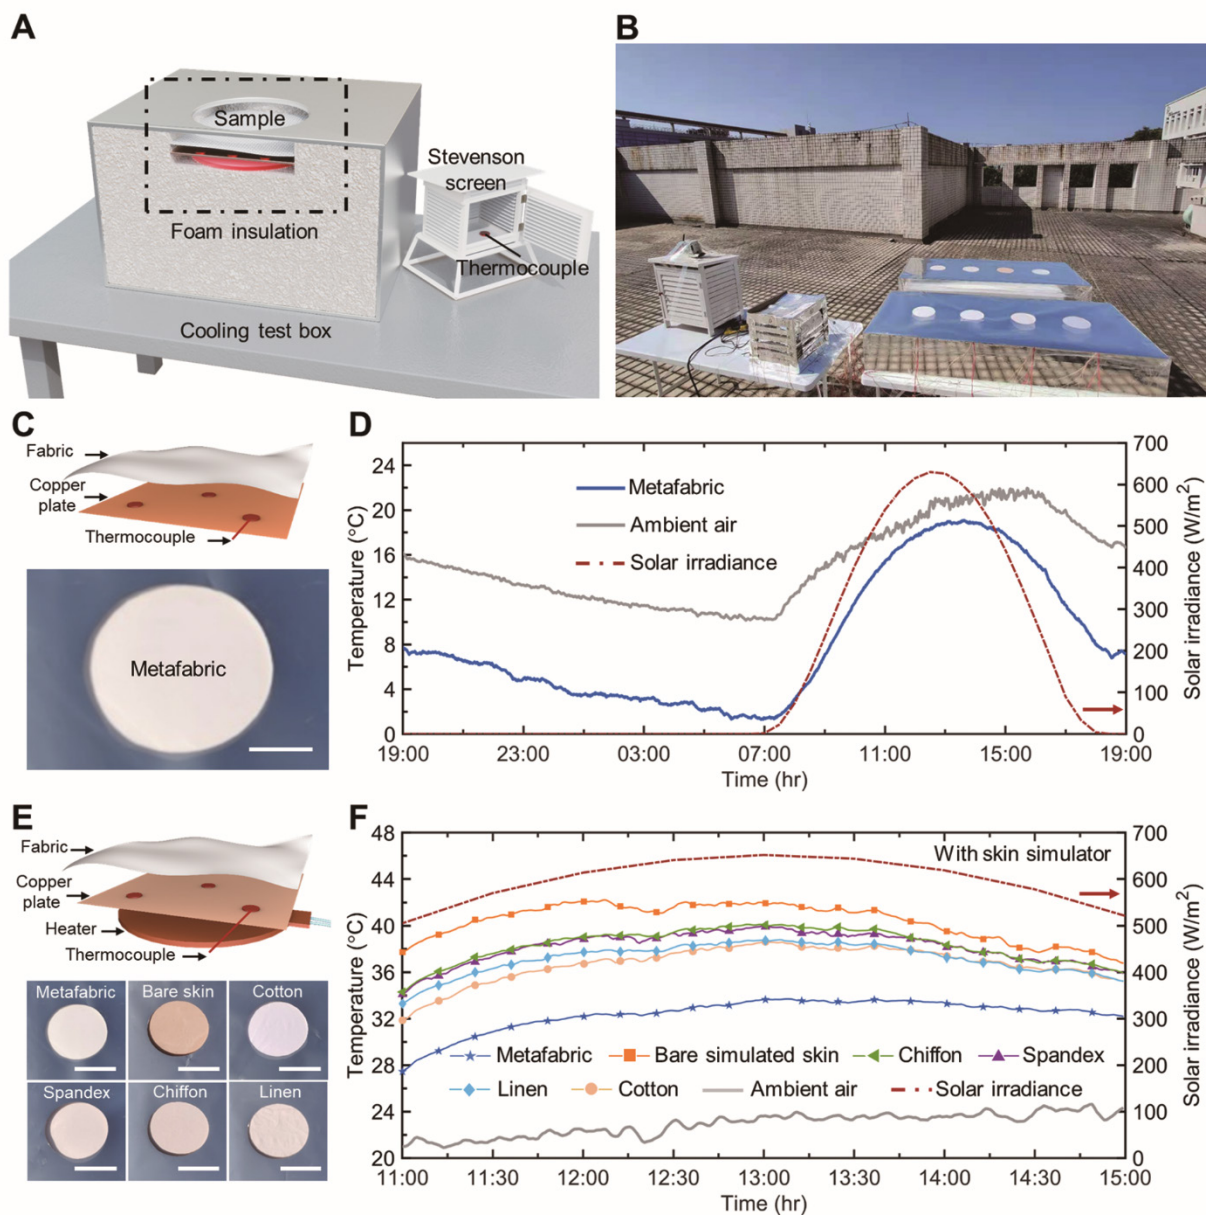 A
Sample
Foam insulation
Stevenson
screen
Thermocouple
Cooling test box
B
C
Fabric
Copper
plate
Thermocouple
Metafabric
D
Temperature (°C)
24
20
16
12
8
4
0
Metafabric
Ambient air
Solar irradiance
700
600
500
400
300
200
100
0
Solar irradiance (W/m²)
19:00 23:00 03:00 07:00 11:00 15:00 19:00
Time (hr)
E
Fabric
Copper
plate
Heater
Thermocouple
Metafabric Bare skin Cotton
Spandex Chiffon Linen
F
Temperature (°C)
48
44
40
36
32
28
24
20
With skin simulator
Metafabric Bare simulated skin Chiffon Spandex
Linen Cotton Ambient air Solar irradiance
700
600
500
400
300
200
100
0
Solar irradiance (W/m²)
11:00 11:30 12:00 12:30 13:00 13:30 14:00 14:30 15:00
Time (hr)